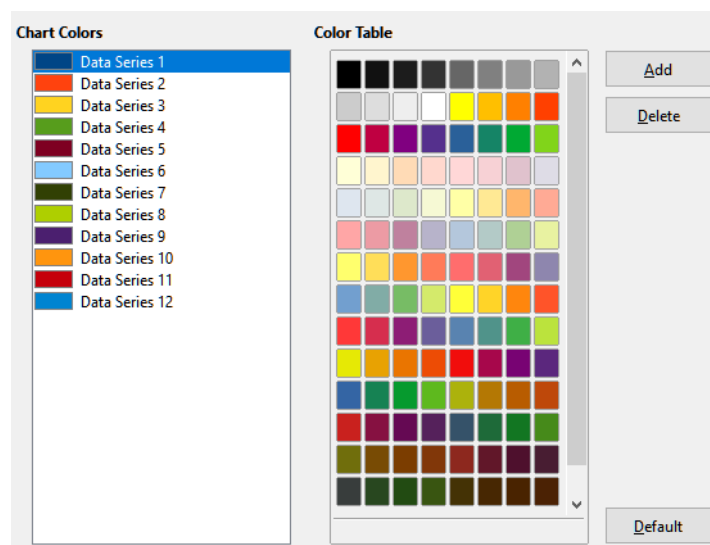 Chart Colors
Data Series 1
Data Series 2
Data Series 3
Data Series 4
Data Series 5
Data Series 6
Data Series 7
Data Series 8
Data Series 9
Data Series 10
Data Series 11
Data Series 12
Color Table
Add
Delete
Default